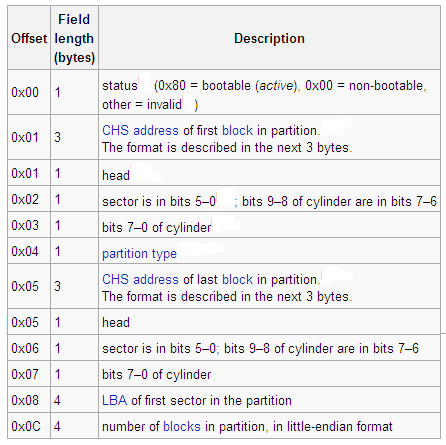 Offset Field length (bytes) Description
0x00 1 status (0x80 = bootable (active), 0x00 = non-bootable,
other = invalid )
0x01 3 CHS address of first block in partition.
The format is described in the next 3 bytes.
0x01 1 head
0x02 1 sector is in bits 5–0 ; bits 9–8 of cylinder are in bits 7–6
0x03 1 bits 7–0 of cylinder
0x04 1 partition type
0x05 3 CHS address of last block in partition.
The format is described in the next 3 bytes.
0x05 1 head
0x06 1 sector is in bits 5–0; bits 9–8 of cylinder are in bits 7–6
0x07 1 bits 7–0 of cylinder
0x08 4 LBA of first sector in the partition
0x0C 4 number of blocks in partition, in little-endian format